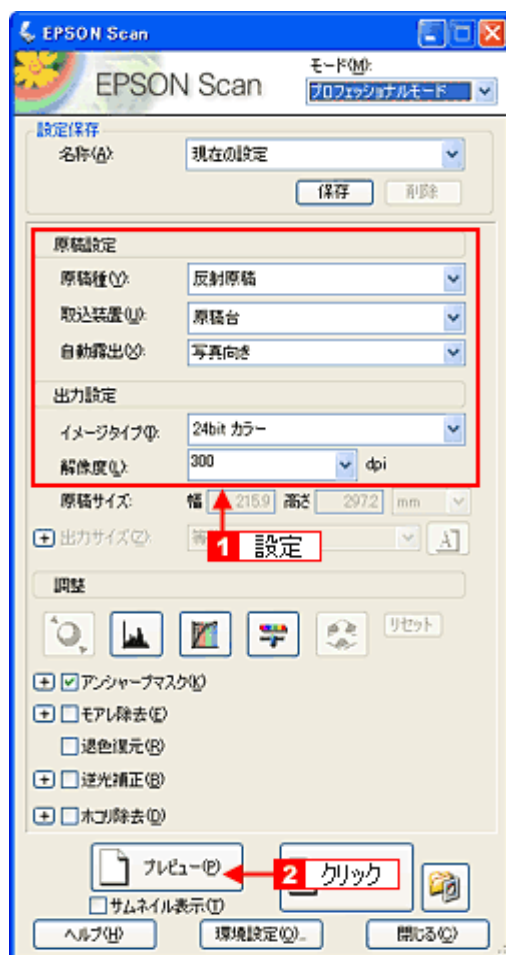 EPSON Scan
EPSON Scan
モード(M):
プロフェッショナルモード
設定保存
名称(A):
現在の設定
保存
削除
原稿設定
原稿種(Y):
反射原稿
取込装置(U):
原稿台
自動露出(X):
写真向き
出力設定
イメージタイプ(I):
24bit カラー
解像度(L):
300
dpi
原稿サイズ:
幅 215.9 高さ 297.2 mm
出力サイズ(Z):
1 設定
調整
リセット
アンシャープマスク(K)
モアレ除去(E)
退色復元(R)
逆光補正(B)
ホコリ除去(D)
プレビュー(P)
2 クリック
サムネイル表示(T)
ヘルプ(H)
環境設定(O)...
閉じる(C)